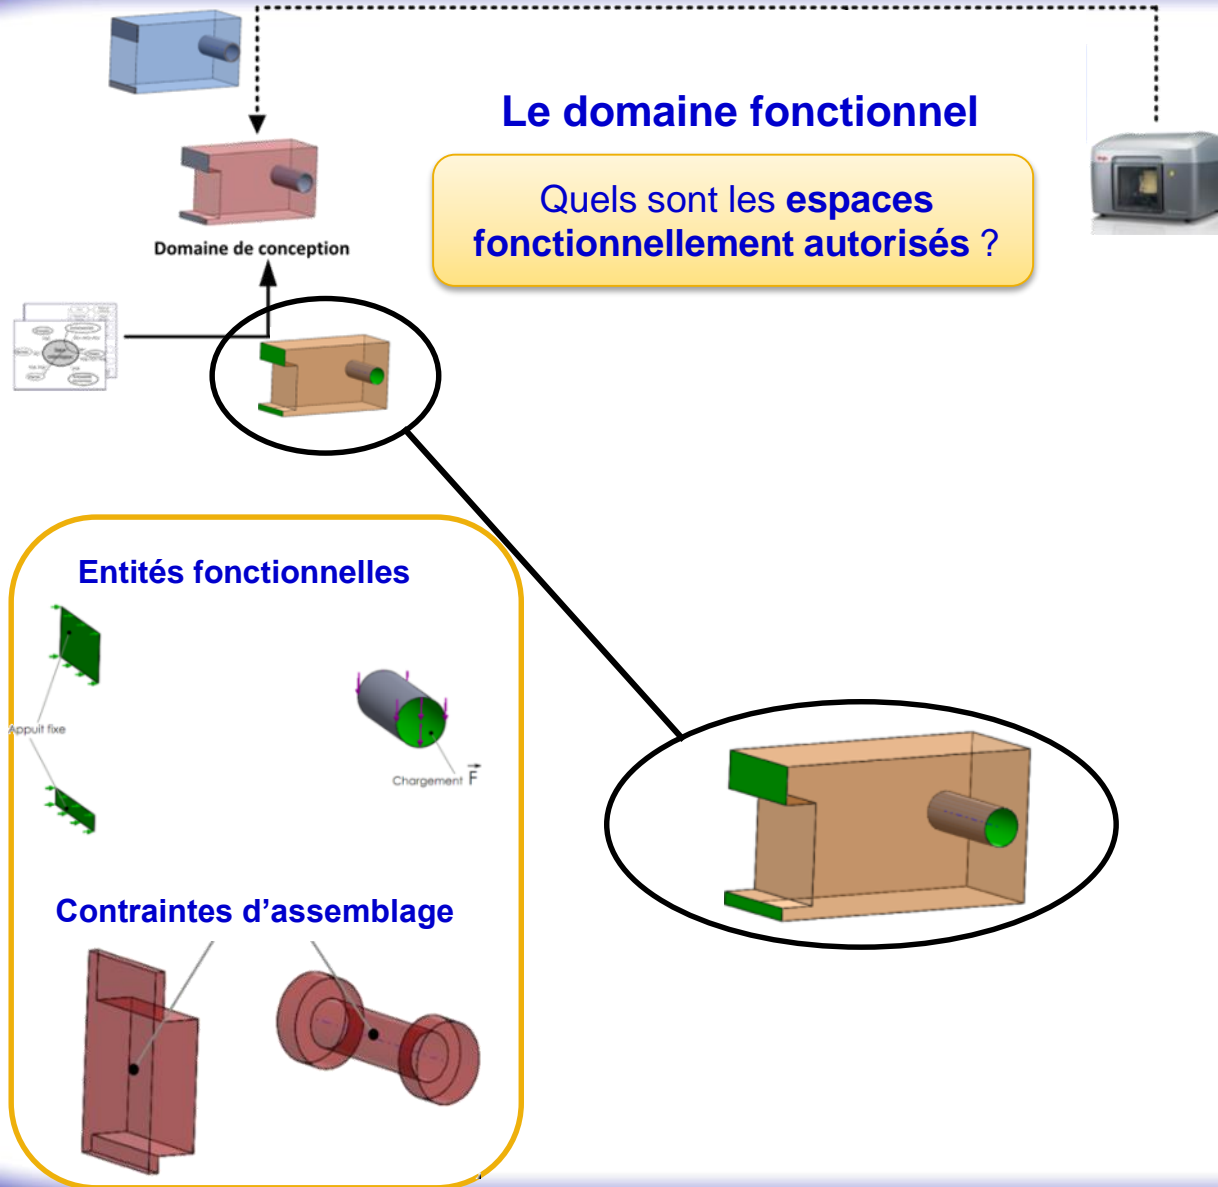 Le domaine fonctionnel
Quels sont les espaces
fonctionnellement autorisés ?
Domaine de conception
Entités fonctionnelles
Appuit fixe
Chargement F
Contraintes d’assemblage